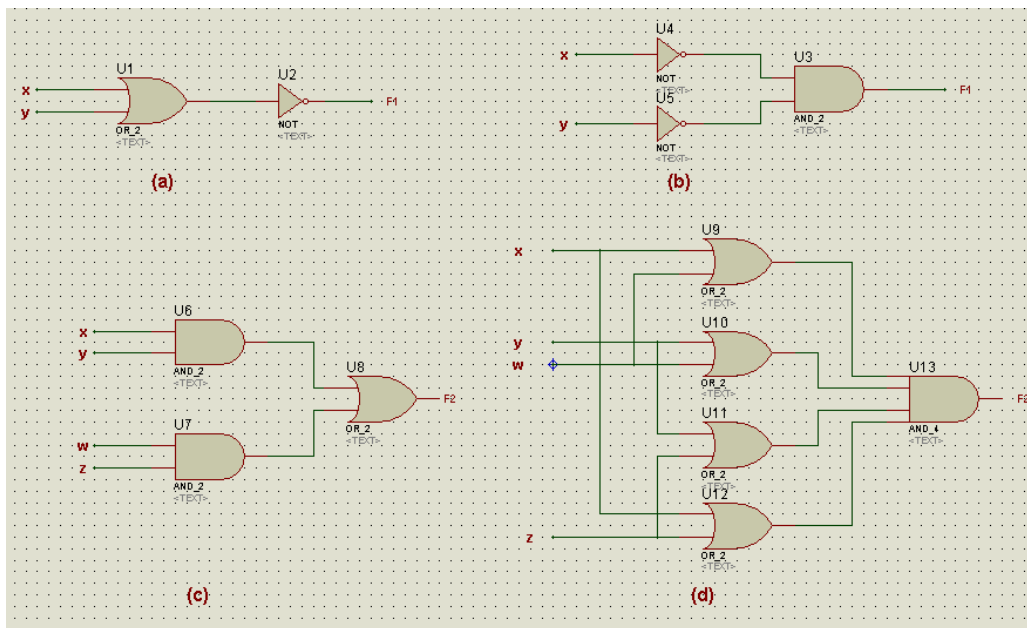 U1
x
y
OR_2
<TEXT>
U2
NOT
<TEXT>
F1
(a)
U4
x
NOT
<TEXT>
U5
y
NOT
<TEXT>
U3
AND_2
<TEXT>
F1
(b)
U6
x
y
AND_2
<TEXT>
U7
w
z
AND_2
<TEXT>
U8
OR_2
<TEXT>
F2
(c)
U9
x
OR_2
<TEXT>
U10
y
w
OR_2
<TEXT>
U11
OR_2
<TEXT>
U12
z
OR_2
<TEXT>
U13
AND_4
<TEXT>
F2
(d)